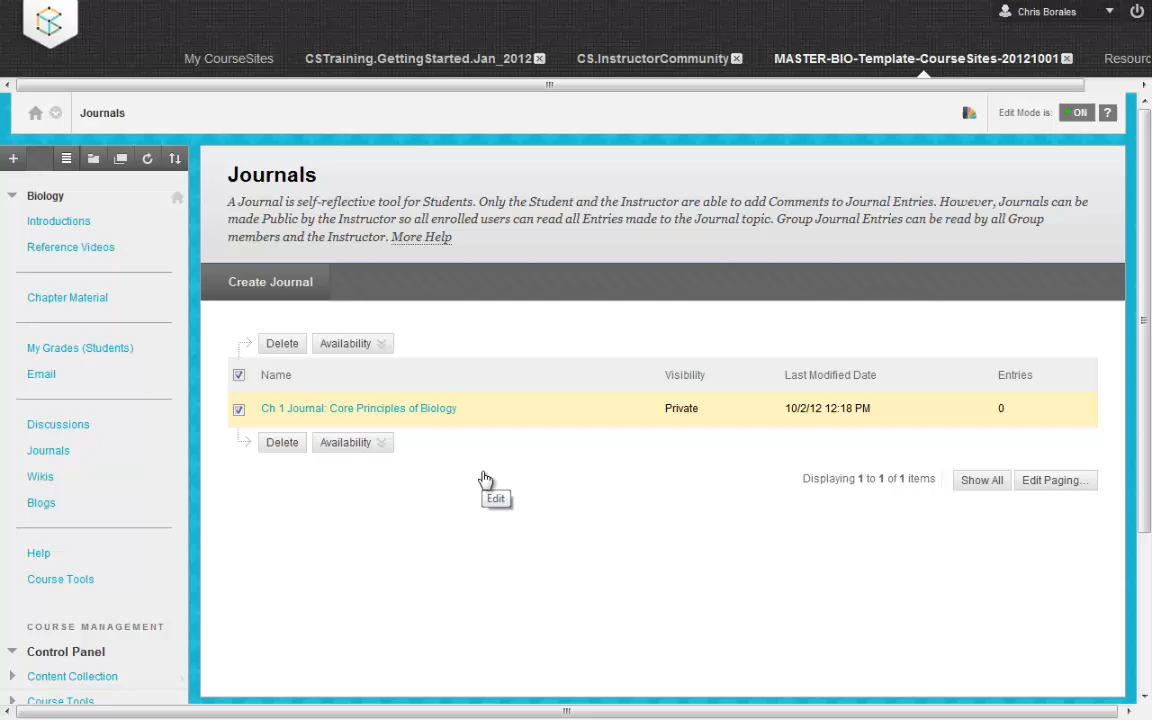 Chris Borales
My CourseSites
CSTraining.GettingStarted.Jan_2012
CS.InstructorCommunity
MASTER-BIO-Template-CourseSites-20121001
Resourc
Journals
Edit Mode is:
ON
?
Biology
Introductions
Reference Videos
Chapter Material
My Grades (Students)
Email
Discussions
Journals
Wikis
Blogs
Help
Course Tools
COURSE MANAGEMENT
Control Panel
Content Collection
Course Tools
Journals
A Journal is self-reflective tool for Students. Only the Student and the Instructor are able to add Comments to Journal Entries. However, Journals can be
made Public by the Instructor so all enrolled users can read all Entries made to the Journal topic. Group Journal Entries can be read by all Group
members and the Instructor. More Help
Create Journal
Delete Availability
Name Visibility Last Modified Date Entries
Ch 1 Journal: Core Principles of Biology Private 10/2/12 12:18 PM 0
Delete Availability
Displaying 1 to 1 of 1 items Show All Edit Paging...
Edit